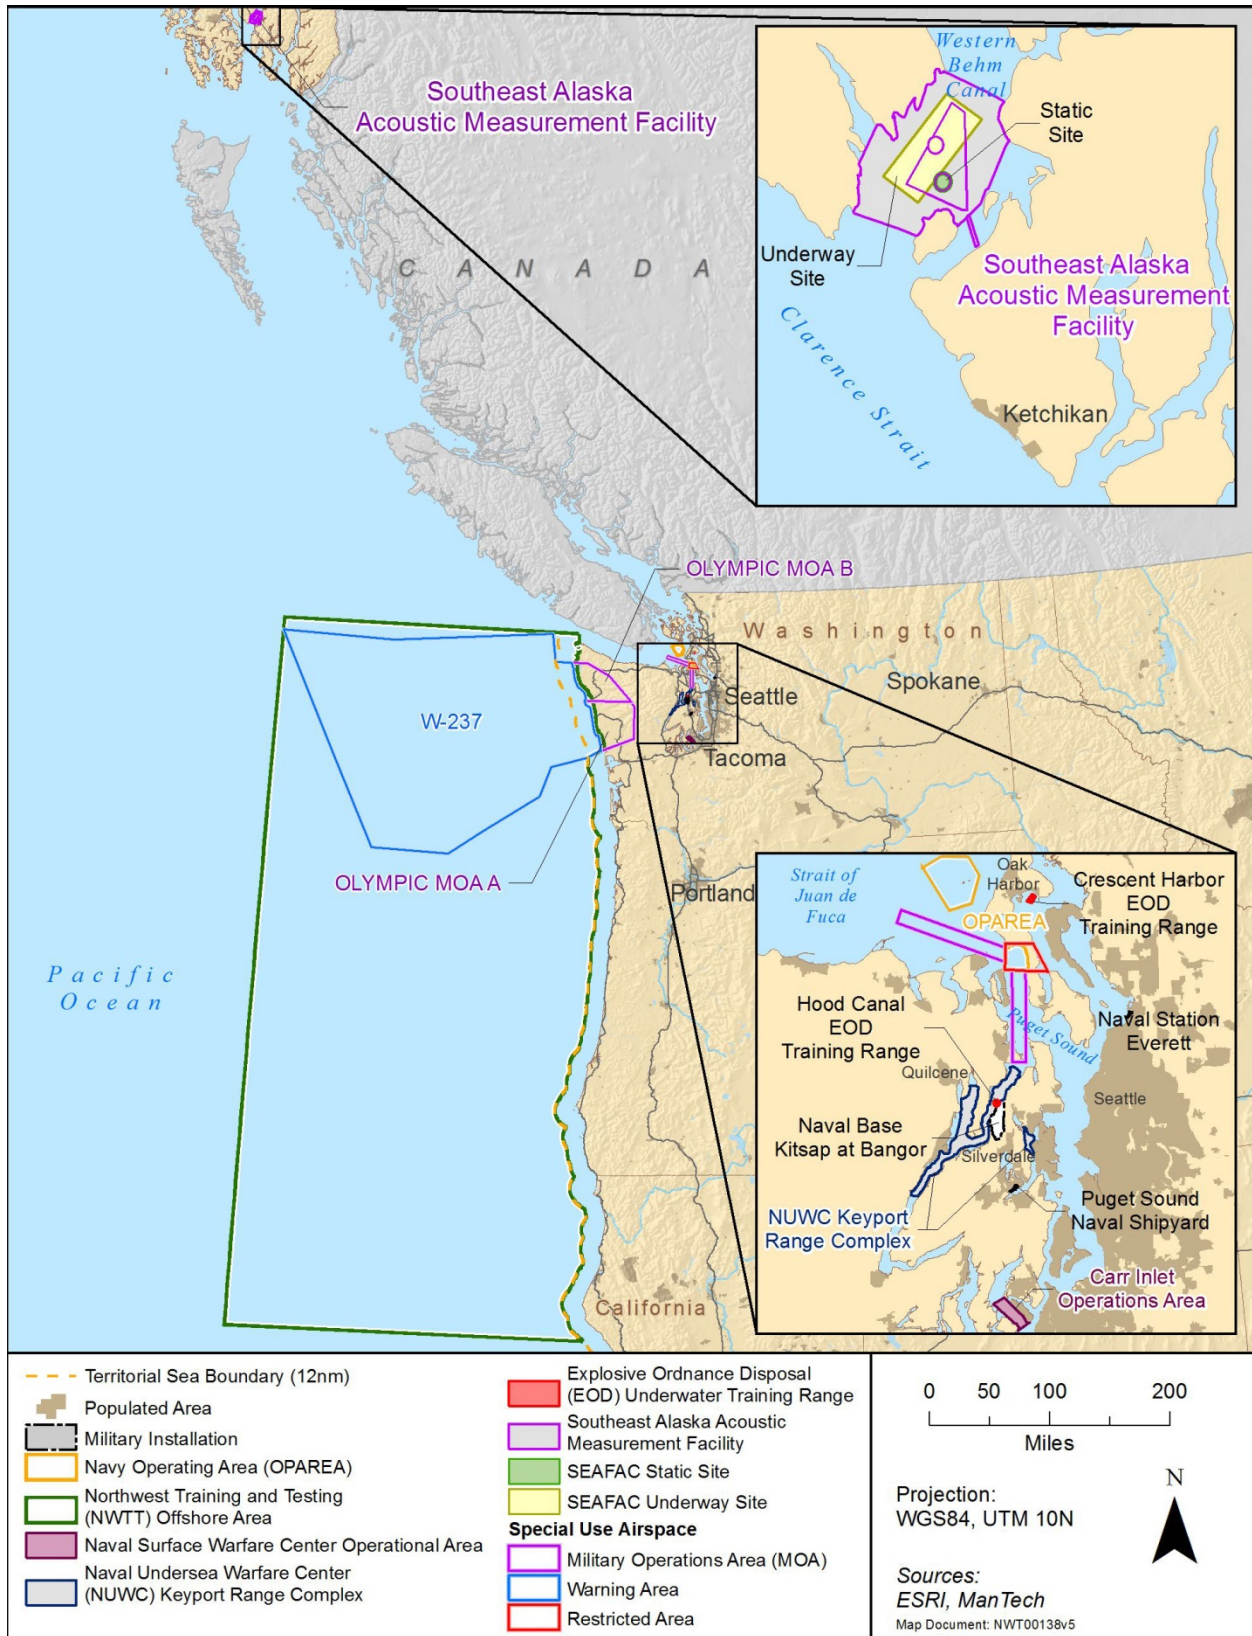 Southeast Alaska
Acoustic Measurement Facility
C A N A D A
Western
Behm
Canal
Static
Site
Underway
Site
Southeast Alaska
Acoustic Measurement
Facility
Clarence Strait
Ketchikan
OLYMPIC MOA B
Washington
Seattle
Spokane
W-237
Tacoma
OLYMPIC MOA A
Portland
Pacific
Ocean
California
Strait of
Juan de
Fuca
Oak
Harbor
Crescent Harbor
EOD
Training Range
OPAREA
Hood Canal
EOD
Training Range
Puget Sound
Naval Station
Everett
Quilcene
Seattle
Naval Base
Kitsap at Bangor
Silverdale
NUWC Keyport
Range Complex
Puget Sound
Naval Shipyard
Carr Inlet
Operations Area
Territorial Sea Boundary (12nm)
Populated Area
Military Installation
Navy Operating Area (OPAREA)
Northwest Training and Testing
(NWTT) Offshore Area
Naval Surface Warfare Center Operational Area
Naval Undersea Warfare Center
(NUWC) Keyport Range Complex
Explosive Ordnance Disposal
(EOD) Underwater Training Range
Southeast Alaska Acoustic
Measurement Facility
SEAFAC Static Site
SEAFAC Underway Site
Special Use Airspace
Military Operations Area (MOA)
Warning Area
Restricted Area
0 50 100 200
Miles
N
Projection:
WGS84, UTM 10N
Sources:
ESRI, ManTech
Map Document: NWT00138v5